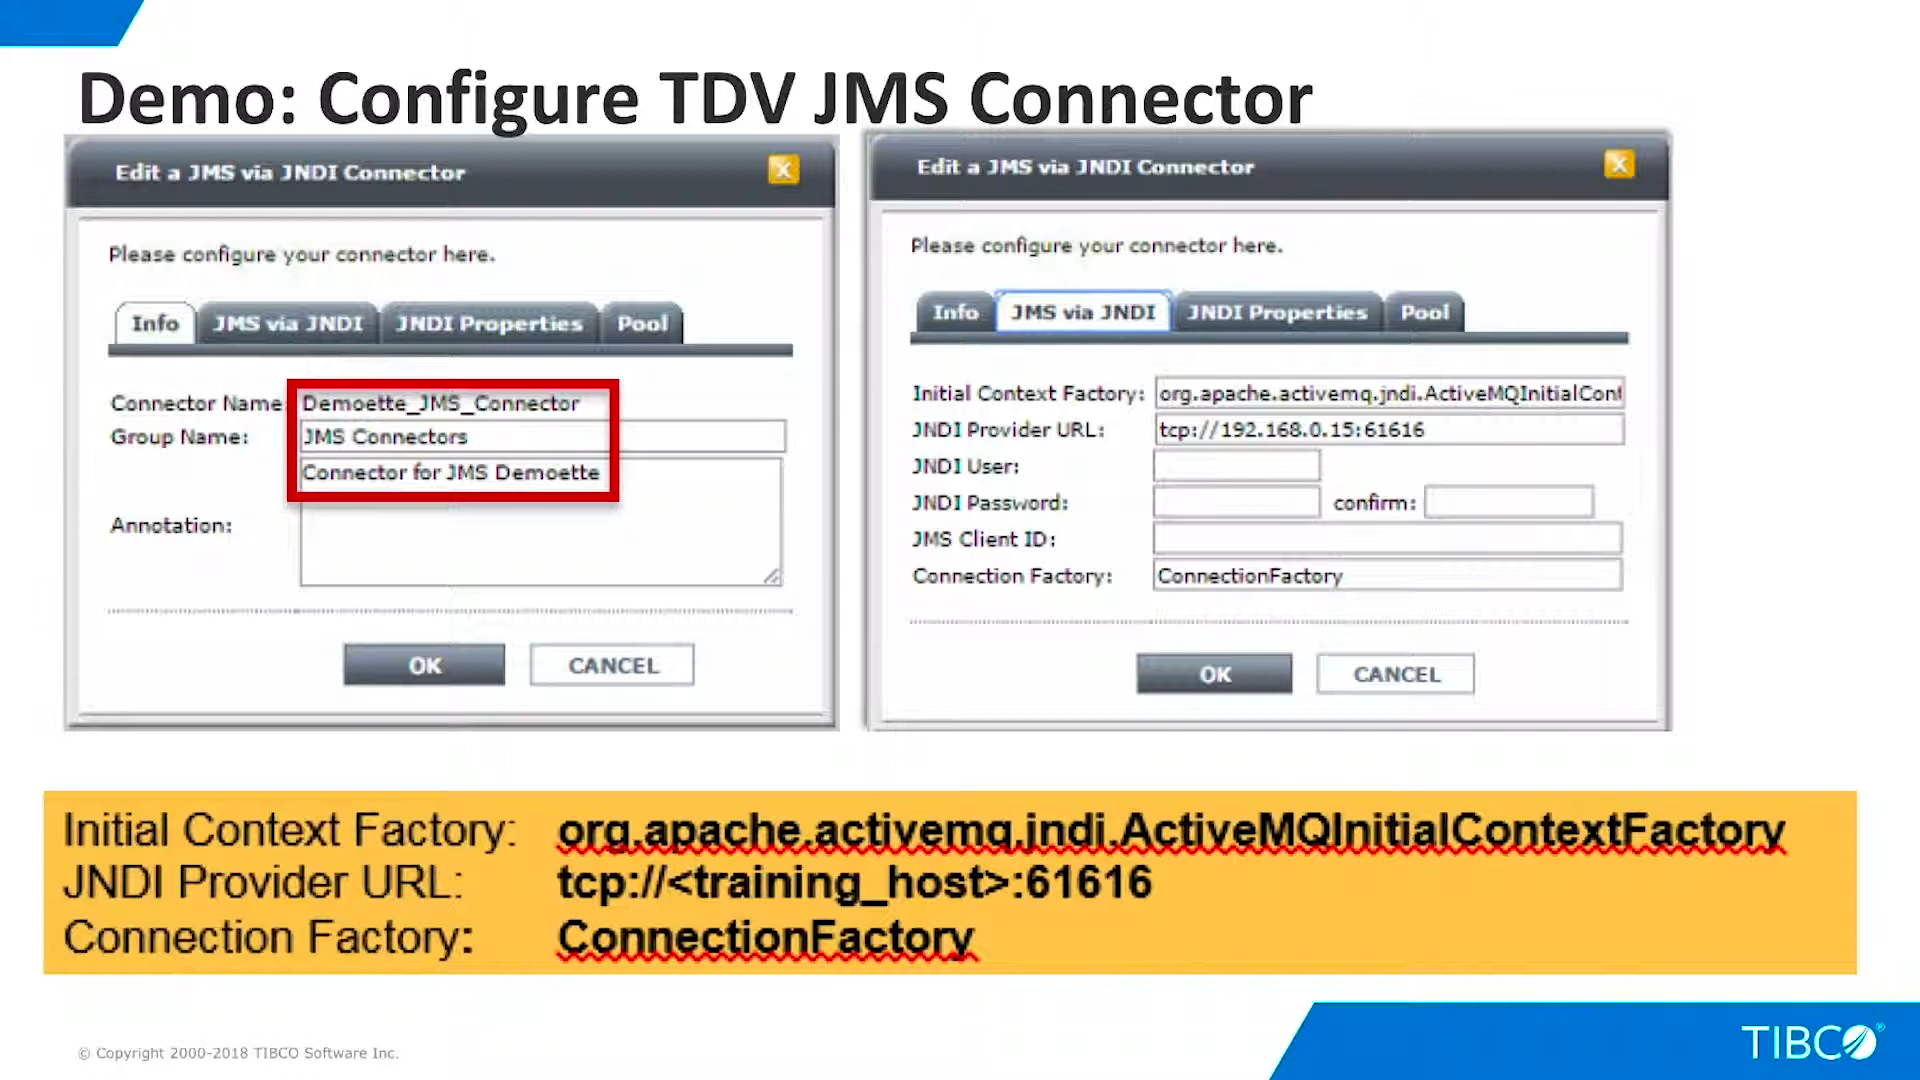 Demo: Configure TDV JMS Connector
Edit a JMS via JNDI Connector
Please configure your connector here.
Info JMS via JNDI JNDI Properties Pool
Connector Name: Demoette_JMS_Connector
Group Name: JMS Connectors
Connector for JMS Demoette
Annotation:
OK CANCEL
Edit a JMS via JNDI Connector
Please configure your connector here.
Info JMS via JNDI JNDI Properties Pool
Initial Context Factory: org.apache.activemq.jndi.ActiveMQInitialCont
JNDI Provider URL: tcp://192.168.0.15:61616
JNDI User:
JNDI Password: confirm:
JMS Client ID:
Connection Factory: ConnectionFactory
OK CANCEL
Initial Context Factory: org.apache.activemq.jndi.ActiveMQInitialContextFactory
JNDI Provider URL: tcp://<training_host>:61616
Connection Factory: ConnectionFactory
© Copyright 2000-2018 TIBCO Software Inc.
TIBCO®